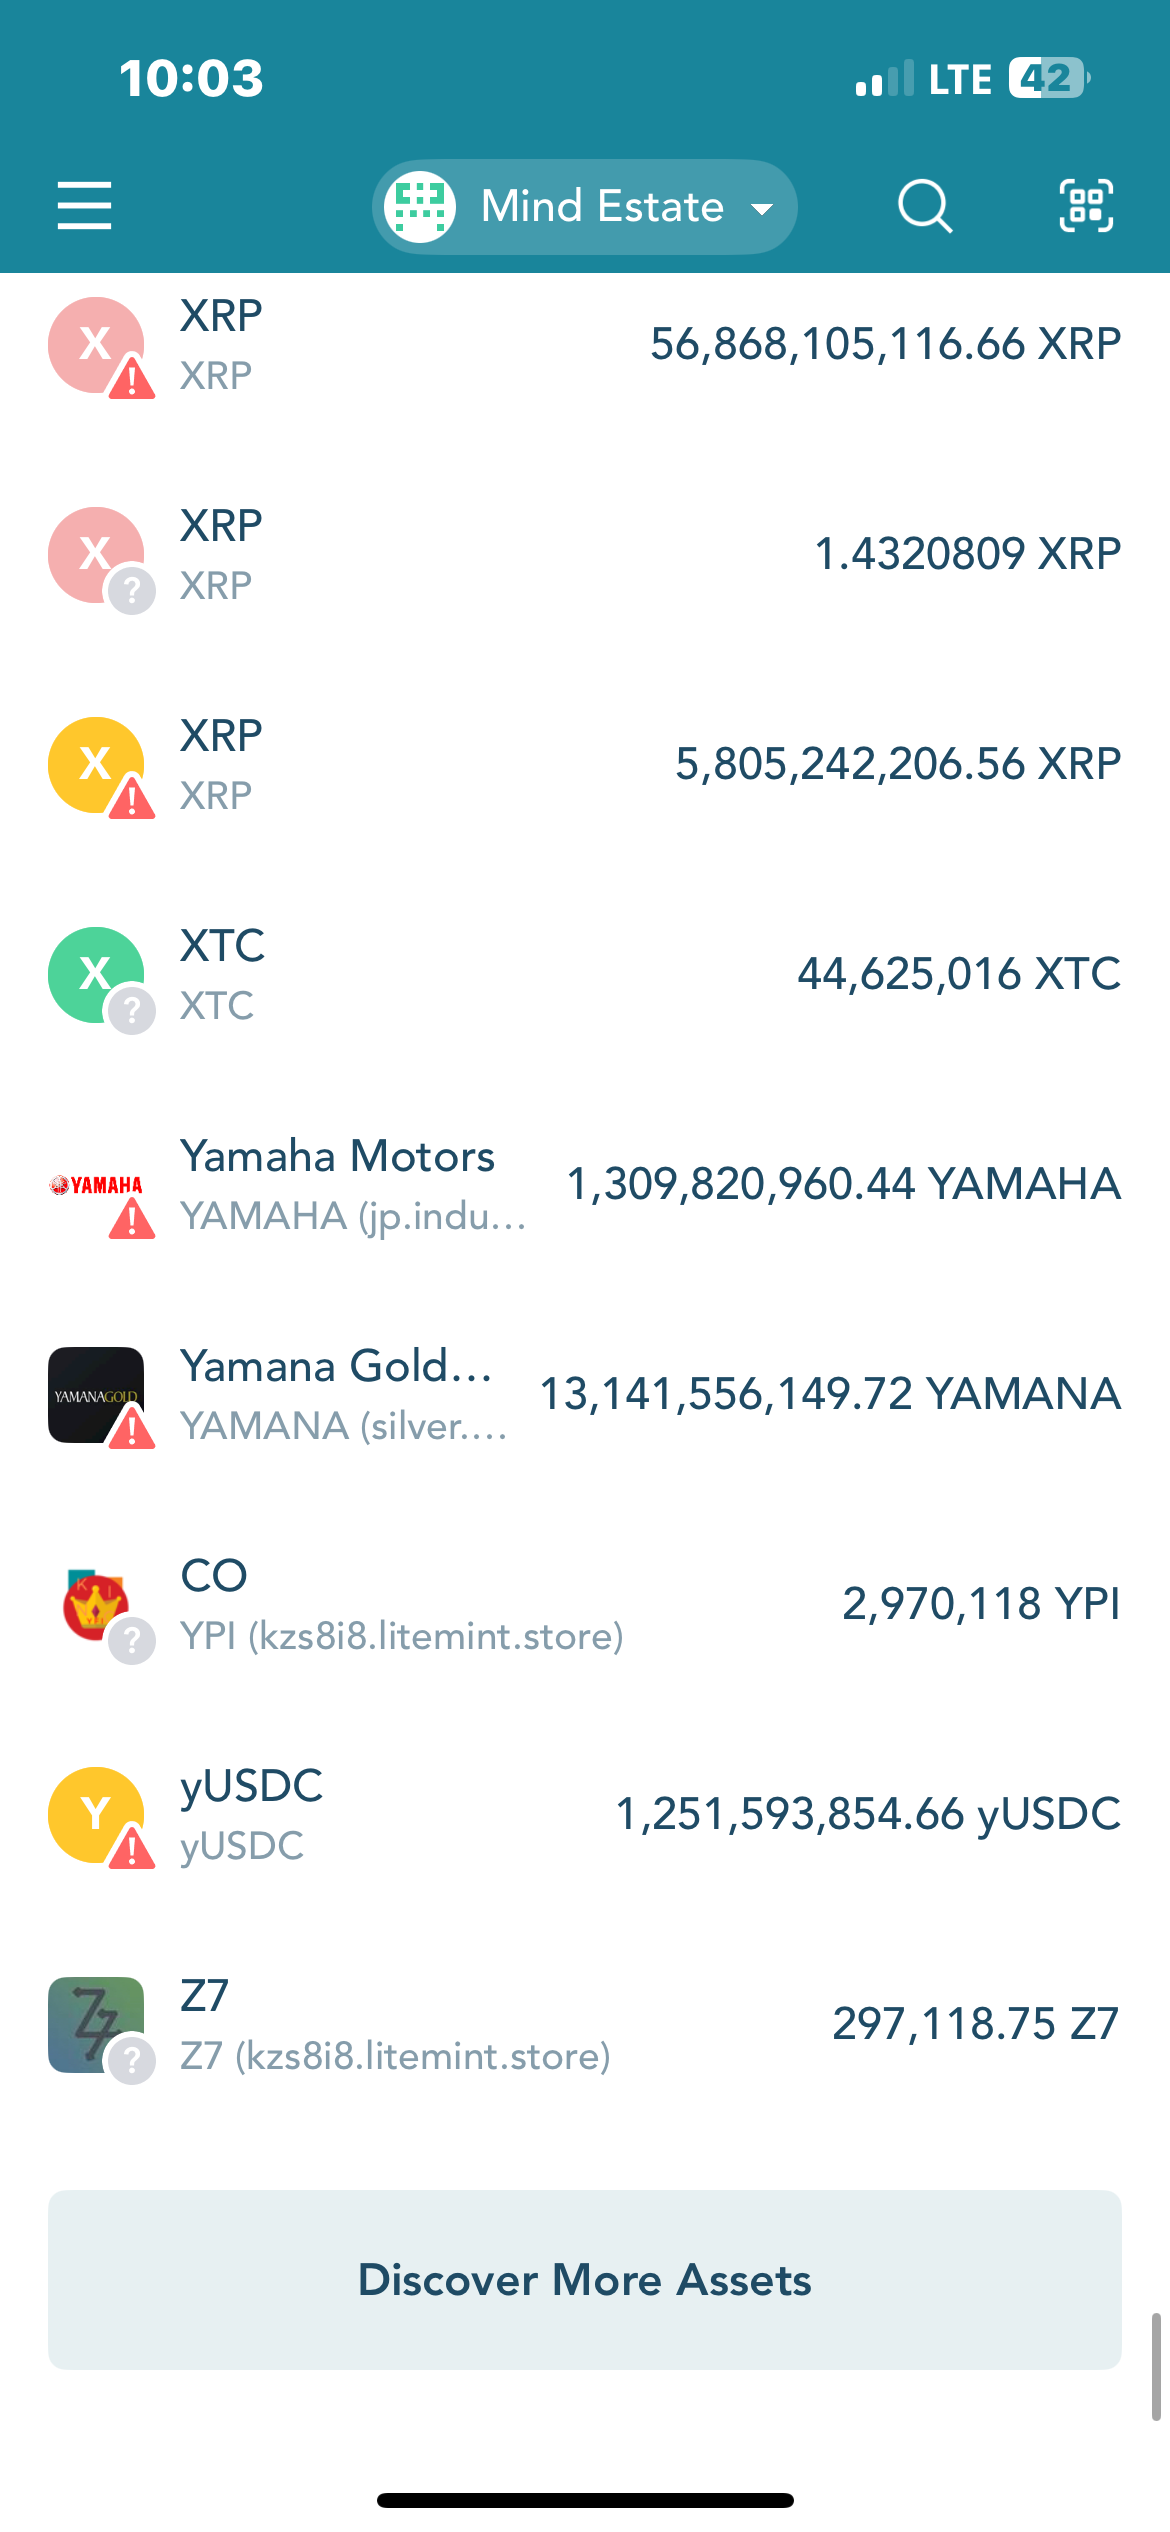 10:03
LTE 42
Mind Estate
X
XRP
56,868,105,116.66 XRP
XRP
X
XRP
1.4320809 XRP
?
XRP
X
XRP
5,805,242,206.56 XRP
XRP
X
XTC
44,625,016 XTC
?
XTC
YAMAHA
Yamaha Motors
1,309,820,960.44 YAMAHA
YAMAHA (jp.indu...
YAMANAGOLD
Yamana Gold...
13,141,556,149.72 YAMANA
YAMANA (silver....
K I
CO
2,970,118 YPI
?
YPI (kzs8i8.litemint.store)
Y
yUSDC
1,251,593,854.66 yUSDC
yUSDC
Z7
Z7
297,118.75 Z7
?
Z7 (kzs8i8.litemint.store)
Discover More Assets